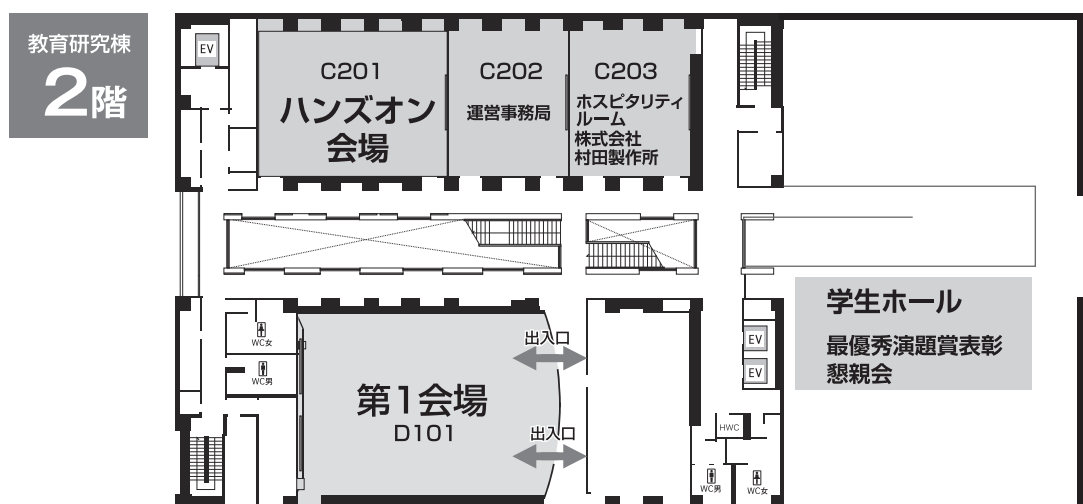 教育研究棟
2階
EV
C201
ハンズオン
会場
C202
運営事務局
C203
ホスピタリティ
ルーム
株式会社
村田製作所
学生ホール
最優秀演題賞表彰
懇親会
WC女
WC男
出入口
第1会場
D101
出入口
EV
EV
HWC
WC男
WC女